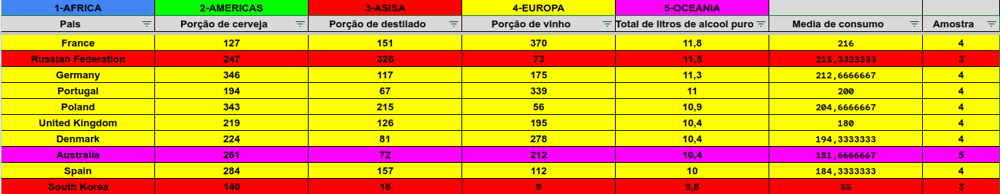 1-AFRICA 2-AMERICAS 3-ASISA 4-EUROPA 5-OCEANIA
Pais Porção de cerveja Porção de destilado Porção de vinho Total de litros de alcool puro Media de consumo Amostra
France 127 151 370 11,8 216 4
Russian Federation 247 326 73 11,5 215,3333333 3
Germany 346 117 175 11,3 212,6666667 4
Portugal 194 67 339 11 200 4
Poland 343 215 56 10,9 204,6666667 4
United Kingdom 219 126 195 10,4 180 4
Denmark 224 81 278 10,4 194,3333333 4
Australia 261 72 212 10,4 181,6666667 5
Spain 284 157 112 10 184,3333333 4
South Korea 140 16 9 9,8 55 3